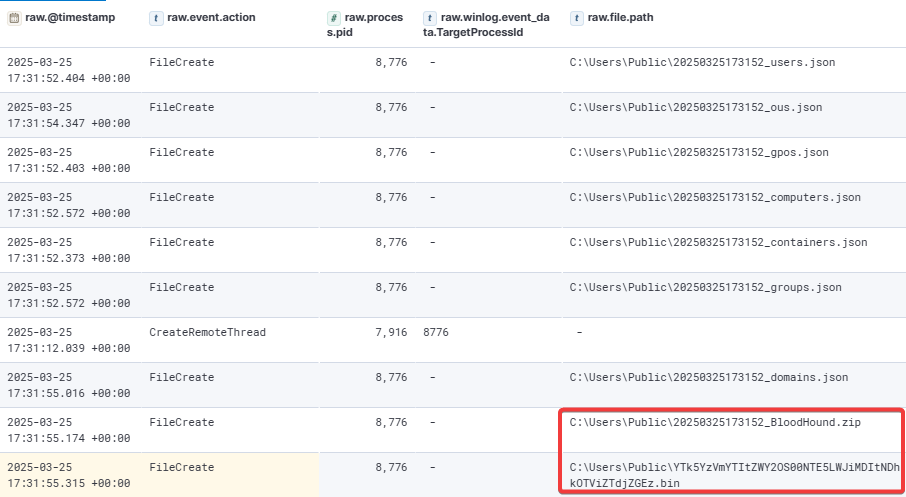 raw.@timestamp
t raw.event.action
# raw.proces
s.pid
t raw.winlog.event_da
ta.TargetProcessId
t raw.file.path
2025-03-25
17:31:52.404 +00:00
FileCreate
8,776
-
C:\Users\Public\20250325173152_users.json
2025-03-25
17:31:54.347 +00:00
FileCreate
8,776
-
C:\Users\Public\20250325173152_ous.json
2025-03-25
17:31:52.403 +00:00
FileCreate
8,776
-
C:\Users\Public\20250325173152_gpos.json
2025-03-25
17:31:52.572 +00:00
FileCreate
8,776
-
C:\Users\Public\20250325173152_computers.json
2025-03-25
17:31:52.373 +00:00
FileCreate
8,776
-
C:\Users\Public\20250325173152_containers.json
2025-03-25
17:31:52.572 +00:00
FileCreate
8,776
-
C:\Users\Public\20250325173152_groups.json
2025-03-25
17:31:12.039 +00:00
CreateRemoteThread
7,916
8776
-
2025-03-25
17:31:55.016 +00:00
FileCreate
8,776
-
C:\Users\Public\20250325173152_domains.json
2025-03-25
17:31:55.174 +00:00
FileCreate
8,776
-
C:\Users\Public\20250325173152_BloodHound.zip
2025-03-25
17:31:55.315 +00:00
FileCreate
8,776
-
C:\Users\Public\YTk5YzVmYTItZWY2OS00NTE5LWJiMDItNDh
kOTViZTdjZGEz.bin